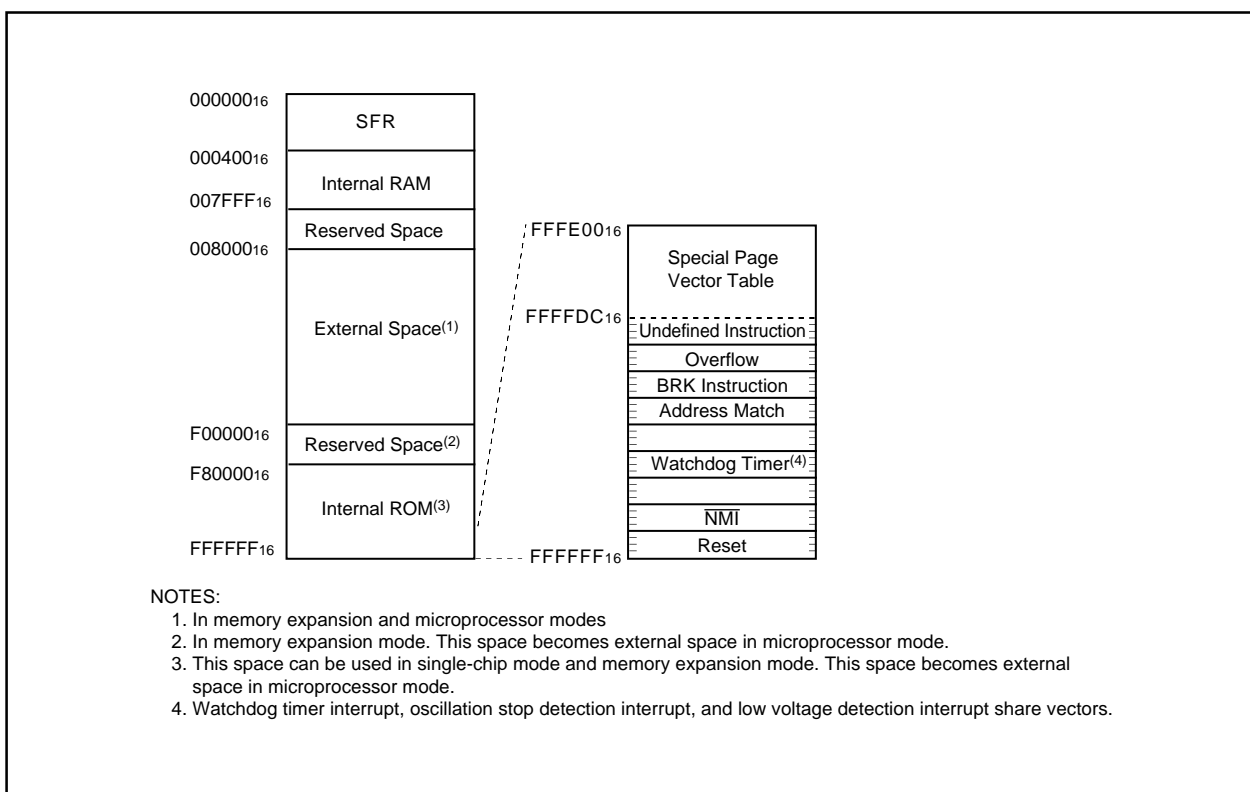 000000₁₆
SFR
000400₁₆
Internal RAM
007FFF₁₆
Reserved Space
008000₁₆
External Space(1)
F00000₁₆
Reserved Space(2)
F80000₁₆
Internal ROM(3)
FFFFFF₁₆
FFFE00₁₆
Special Page
Vector Table
FFFFDC₁₆
Undefined Instruction
Overflow
BRK Instruction
Address Match
Watchdog Timer(4)
N̅M̅I̅
Reset
FFFFFF₁₆
NOTES:
1. In memory expansion and microprocessor modes
2. In memory expansion mode. This space becomes external space in microprocessor mode.
3. This space can be used in single-chip mode and memory expansion mode. This space becomes external
space in microprocessor mode.
4. Watchdog timer interrupt, oscillation stop detection interrupt, and low voltage detection interrupt share vectors.